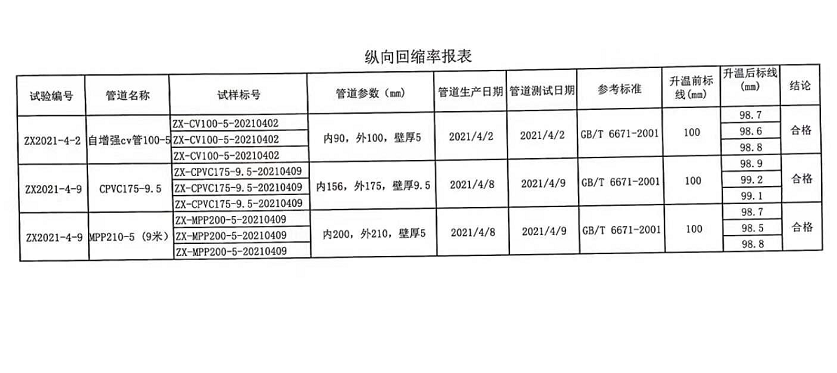 纵向回缩率报表
试验编号 管道名称 试样标号 管道参数（mm） 管道生产日期 管道测试日期 参考标准 升温前标线(mm) 升温后标线(mm) 结论
ZX2021-4-2 自增强cv管100-5 ZX-CV100-5-20210402 内90，外100，壁厚5 2021/4/2 2021/4/2 GB/T 6671-2001 100 98.7 合格
ZX-CV100-5-20210402 98.6
ZX-CV100-5-20210402 98.8
ZX2021-4-9 CPVC175-9.5 ZX-CPVC175-9.5-20210409 内156，外175，壁厚9.5 2021/4/8 2021/4/9 GB/T 6671-2001 100 98.9 合格
ZX-CPVC175-9.5-20210409 99.2
ZX-CPVC175-9.5-20210409 99.1
ZX2021-4-9 MPP210-5（9米） ZX-MPP200-5-20210409 内200，外210，壁厚5 2021/4/8 2021/4/9 GB/T 6671-2001 100 98.7 合格
ZX-MPP200-5-20210409 98.5
ZX-MPP200-5-20210409 98.8